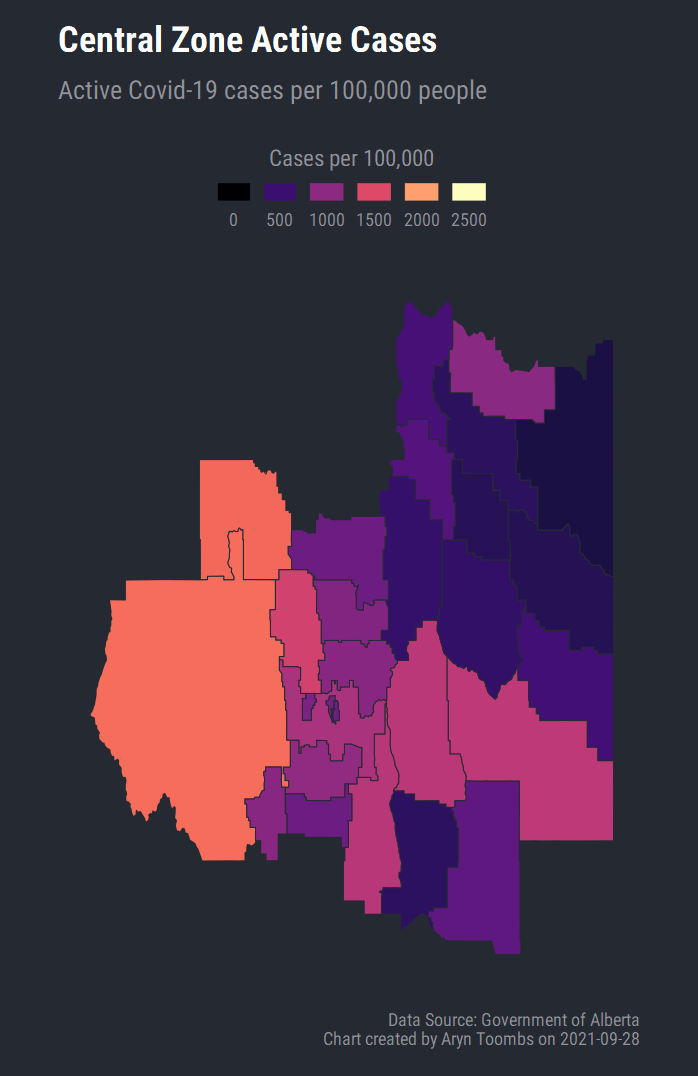 Central Zone Active Cases
Active Covid-19 cases per 100,000 people
Cases per 100,000
0 500 1000 1500 2000 2500
Data Source: Government of Alberta
Chart created by Aryn Toombs on 2021-09-28